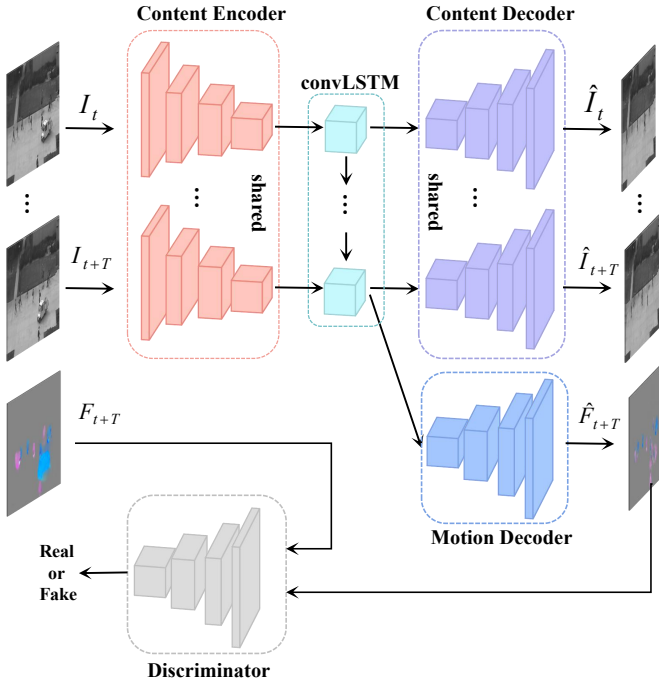 Content Encoder
Content Decoder
convLSTM
I_t
Î_t
...
...
...
...
...
shared
shared
I_{t+T}
Î_{t+T}
F_{t+T}
F̂_{t+T}
Motion Decoder
Real
or
Fake
Discriminator